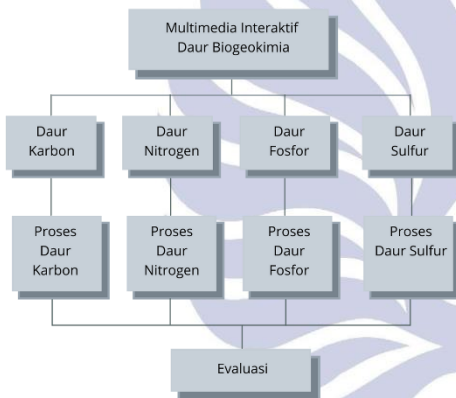 Multimedia Interaktif
Daur Biogeokimia
Daur
Karbon
Daur
Nitrogen
Daur
Fosfor
Daur
Sulfur
Proses
Daur
Karbon
Proses
Daur
Nitrogen
Proses
Daur
Fosfor
Proses
Daur Sulfur
Evaluasi